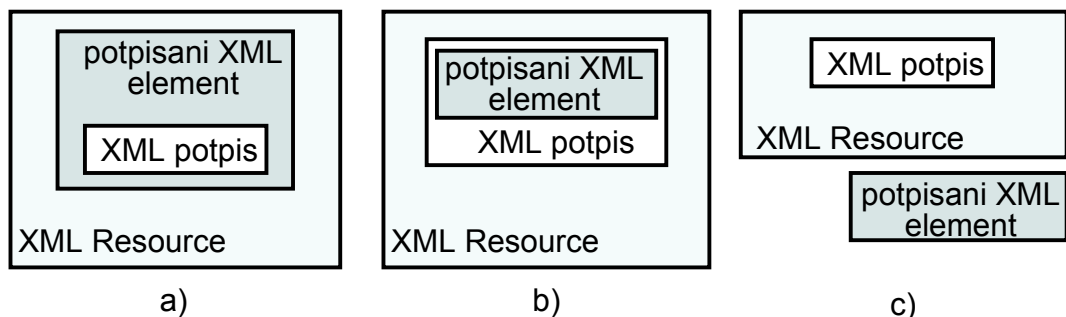 potpisani XML
element
XML potpis
XML Resource
a)
potpisani XML
element
XML potpis
XML Resource
b)
XML potpis
XML Resource
potpisani XML
element
c)